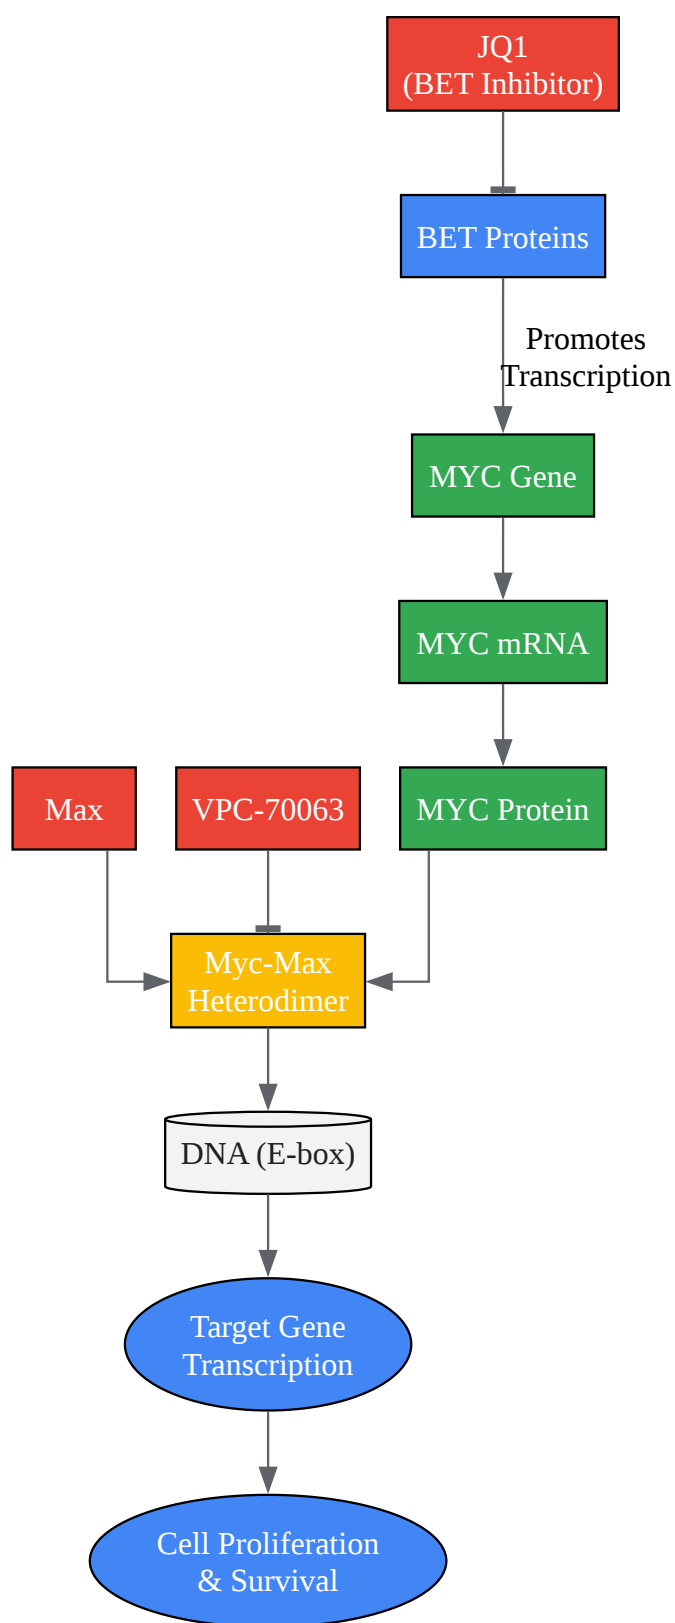 JQ1
(BET Inhibitor)
BET Proteins
Promotes
Transcription
MYC Gene
MYC mRNA
Max
VPC-70063
MYC Protein
Myc-Max
Heterodimer
DNA (E-box)
Target Gene
Transcription
Cell Proliferation
& Survival